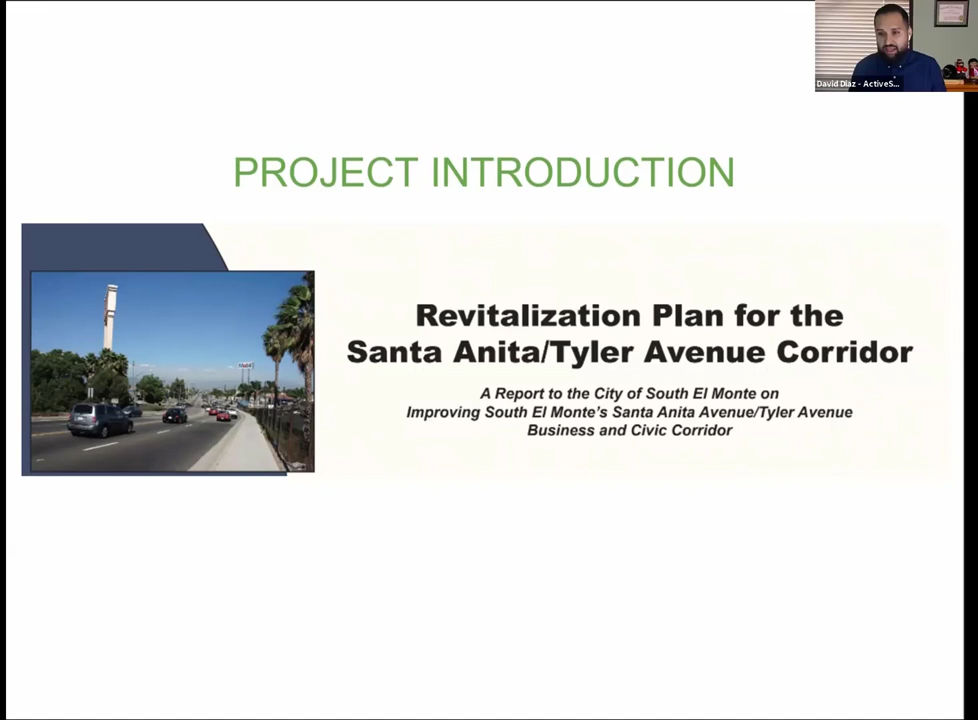 David Diaz - ActiveS...
PROJECT INTRODUCTION
Revitalization Plan for the
Santa Anita/Tyler Avenue Corridor
A Report to the City of South El Monte on
Improving South El Monte's Santa Anita Avenue/Tyler Avenue
Business and Civic Corridor